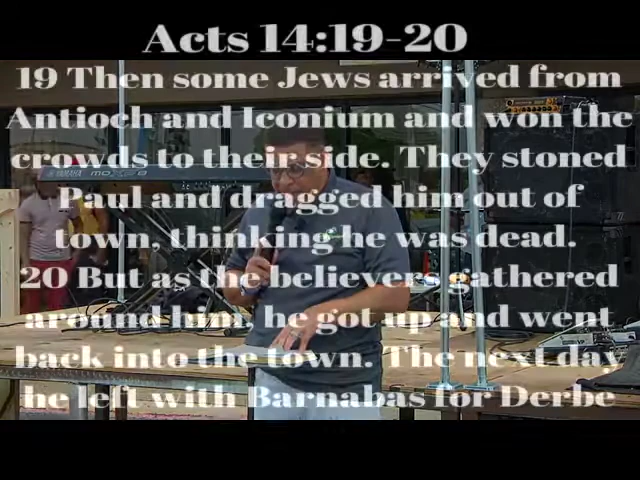 Acts 14:19-20
19 Then some Jews arrived from
Antioch and Iconium and won the
crowds to their side. They stoned
Paul and dragged him out of
town, thinking he was dead.
20 But as the believers gathered
around him, he got up and went
back into the town. The next day
he left with Barnabas for Derbe
YAMAHA MOXF8